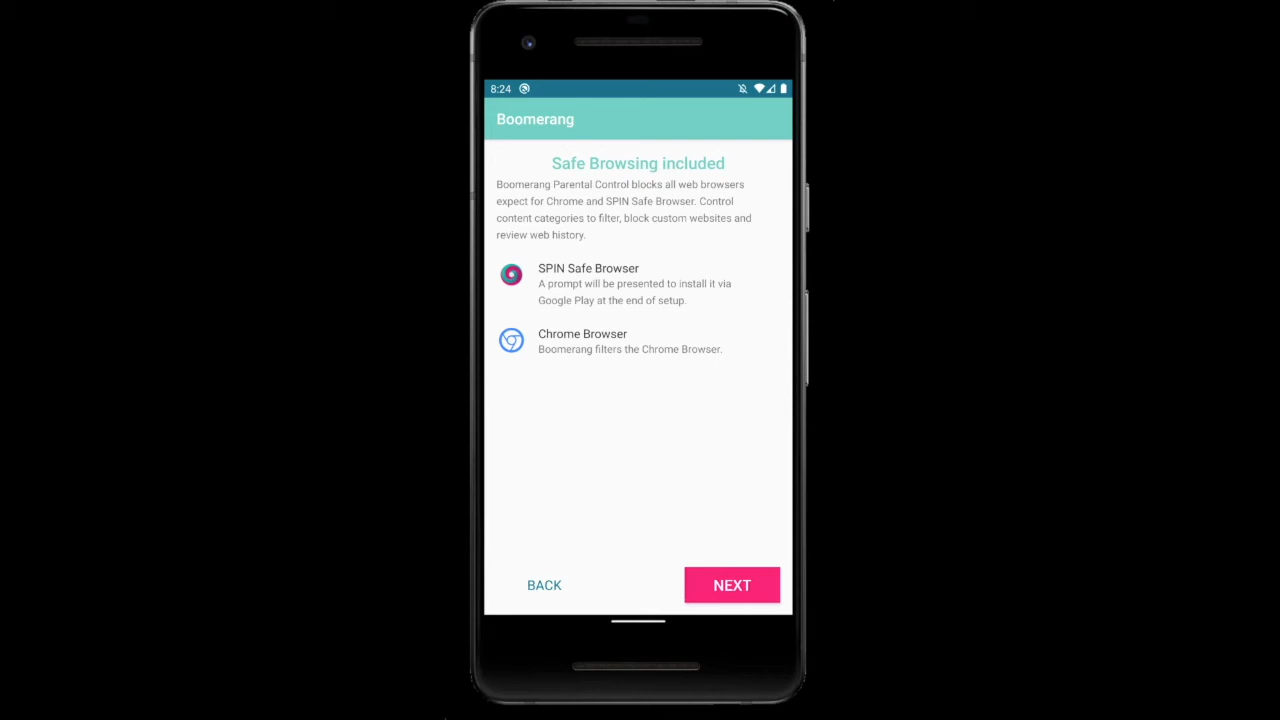 8:24
Boomerang
Safe Browsing included
Boomerang Parental Control blocks all web browsers
expect for Chrome and SPIN Safe Browser. Control
content categories to filter, block custom websites and
review web history.
SPIN Safe Browser
A prompt will be presented to install it via
Google Play at the end of setup.
Chrome Browser
Boomerang filters the Chrome Browser.
BACK
NEXT